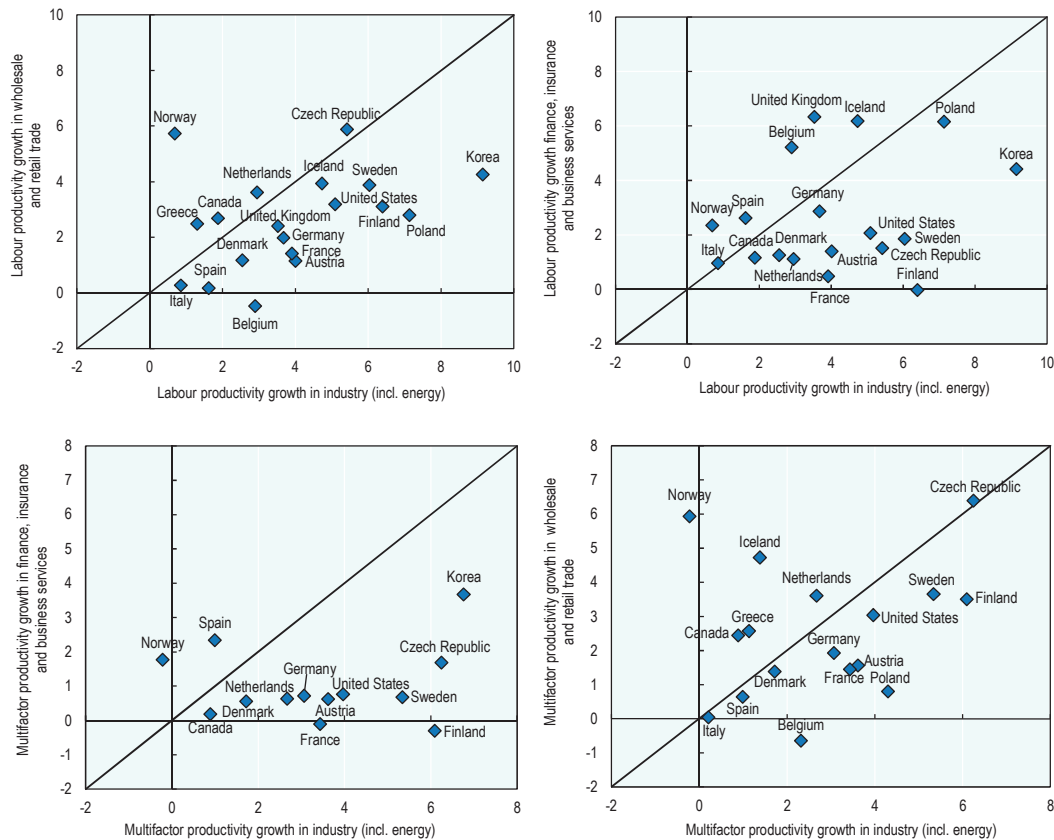 Labour productivity growth in wholesale
and retail trade
10
8
6
4
2
0
-2
Norway
Czech Republic
Korea
Iceland
Sweden
Netherlands
United States
Canada
Greece
United Kingdom
Finland
Poland
Germany
Denmark
France
Austria
Spain
Italy
Belgium
-2
0
2
4
6
8
10
Labour productivity growth in industry (incl. energy)
Labour productivity growth finance, insurance
and business services
10
8
6
4
2
0
-2
United Kingdom
Iceland
Poland
Belgium
Korea
Germany
Spain
Norway
United States
Sweden
Canada
Denmark
Czech Republic
Italy
Austria
Netherlands
Finland
France
-2
0
2
4
6
8
10
Labour productivity growth in industry (incl. energy)
Multifactor productivity growth in finance, insurance
and business services
8
7
6
5
4
3
2
1
0
-1
-2
Korea
Spain
Norway
Czech Republic
Germany
Netherlands
United States
Sweden
Denmark
Austria
Canada
France
Finland
-2
0
2
4
6
8
Multifactor productivity growth in industry (incl. energy)
Multifactor productivity growth in wholesale
and retail trade
8
7
6
5
4
3
2
1
0
-1
-2
Czech Republic
Norway
Iceland
Netherlands
Sweden
Finland
Greece
United States
Canada
Germany
Austria
France
Poland
Denmark
Spain
Italy
Belgium
-2
0
2
4
6
8
Multifactor productivity growth in industry (incl. energy)